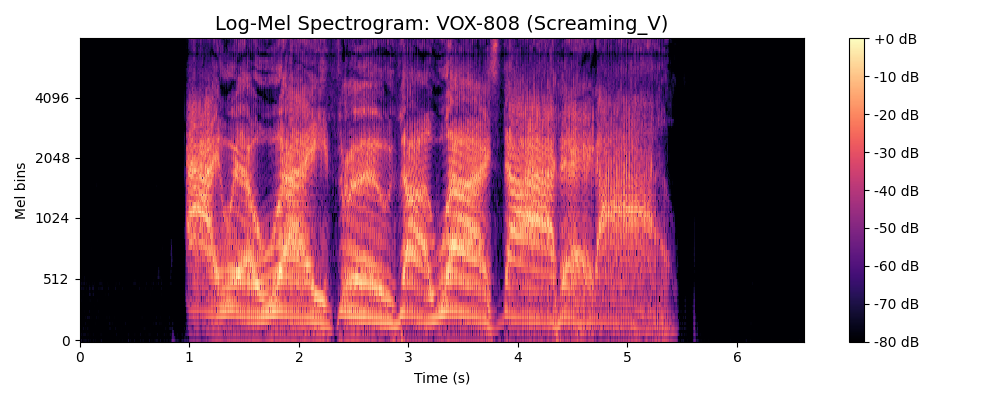 Log-Mel Spectrogram: VOX-808 (Screaming_V)
Mel bins
4096
2048
1024
512
0
0 1 2 3 4 5 6
Time (s)
+0 dB
-10 dB
-20 dB
-30 dB
-40 dB
-50 dB
-60 dB
-70 dB
-80 dB